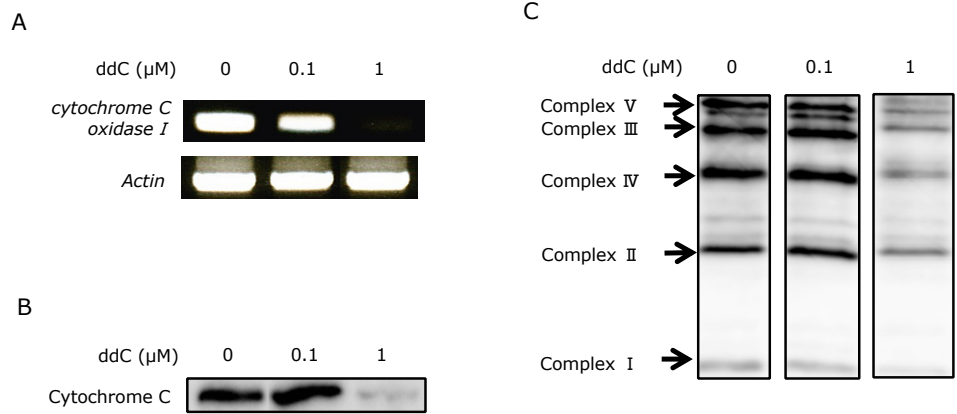 A
ddC (μM) 0 0.1 1
cytochrome C
oxidase I
Actin
B
ddC (μM) 0 0.1 1
Cytochrome C
C
ddC (μM) 0 0.1 1
Complex Ⅴ
Complex Ⅲ
Complex Ⅳ
Complex Ⅱ
Complex Ⅰ